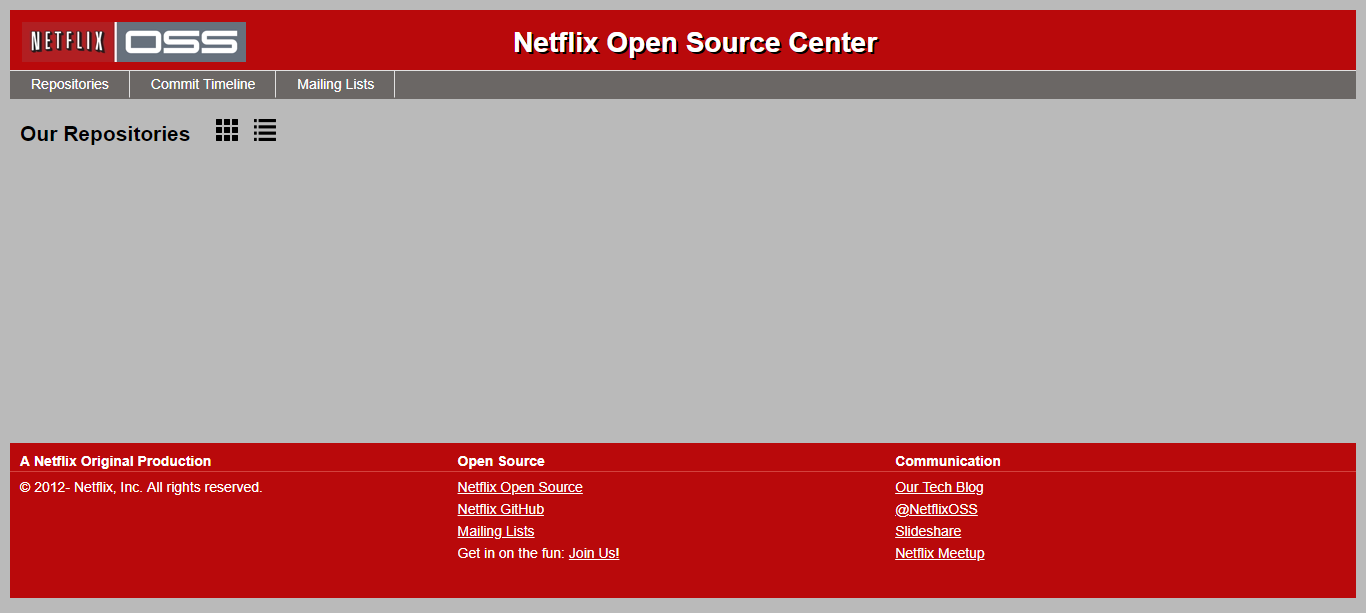 NETFLIX OSS
Netflix Open Source Center
Repositories Commit Timeline Mailing Lists
Our Repositories
A Netflix Original Production
© 2012- Netflix, Inc. All rights reserved.
Open Source
Netflix Open Source
Netflix GitHub
Mailing Lists
Get in on the fun: Join Us!
Communication
Our Tech Blog
@NetflixOSS
Slideshare
Netflix Meetup